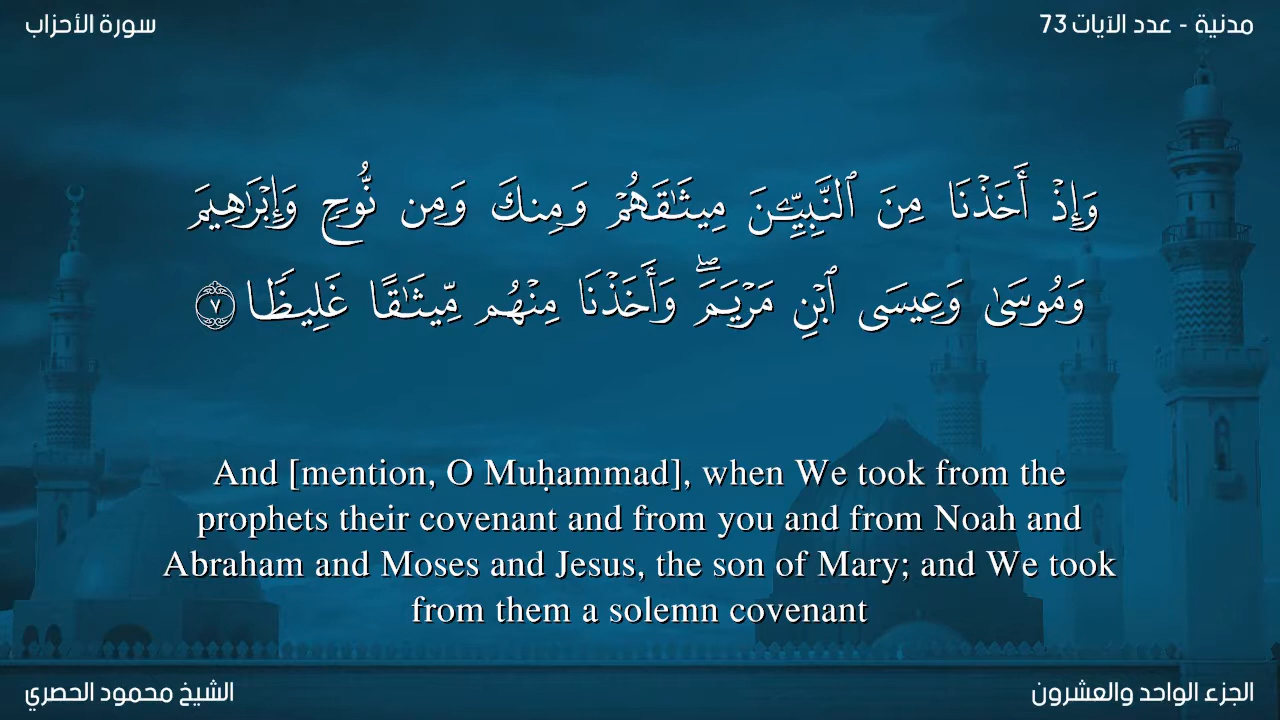 سورة الأحزاب
مدنية - عدد الآيات 73
وَإِذْ أَخَذْنَا مِنَ ٱلنَّبِيِّـۧنَ مِيثَٰقَهُمْ وَمِنكَ وَمِن نُّوحٍ وَإِبْرَٰهِيمَ
وَمُوسَىٰ وَعِيسَى ٱبْنِ مَرْيَمَ ۖ وَأَخَذْنَا مِنْهُم مِّيثَٰقًا غَلِيظًا ٧
And [mention, O Muḥammad], when We took from the
prophets their covenant and from you and from Noah and
Abraham and Moses and Jesus, the son of Mary; and We took
from them a solemn covenant
الشيخ محمود الحصري
الجزء الواحد والعشرون